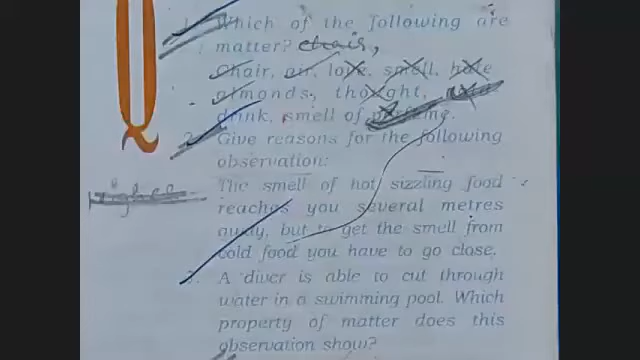 Q
1. Which of the following are
matter? chair,
Chair, air, love, smell, hate
almonds, thought,
drink, smell of perfume.
2. Give reasons for the following
observation:
The smell of hot sizzling food
reaches you several metres
away, but to get the smell from
cold food you have to go close.
3. A diver is able to cut through
water in a swimming pool. Which
property of matter does this
observation show?